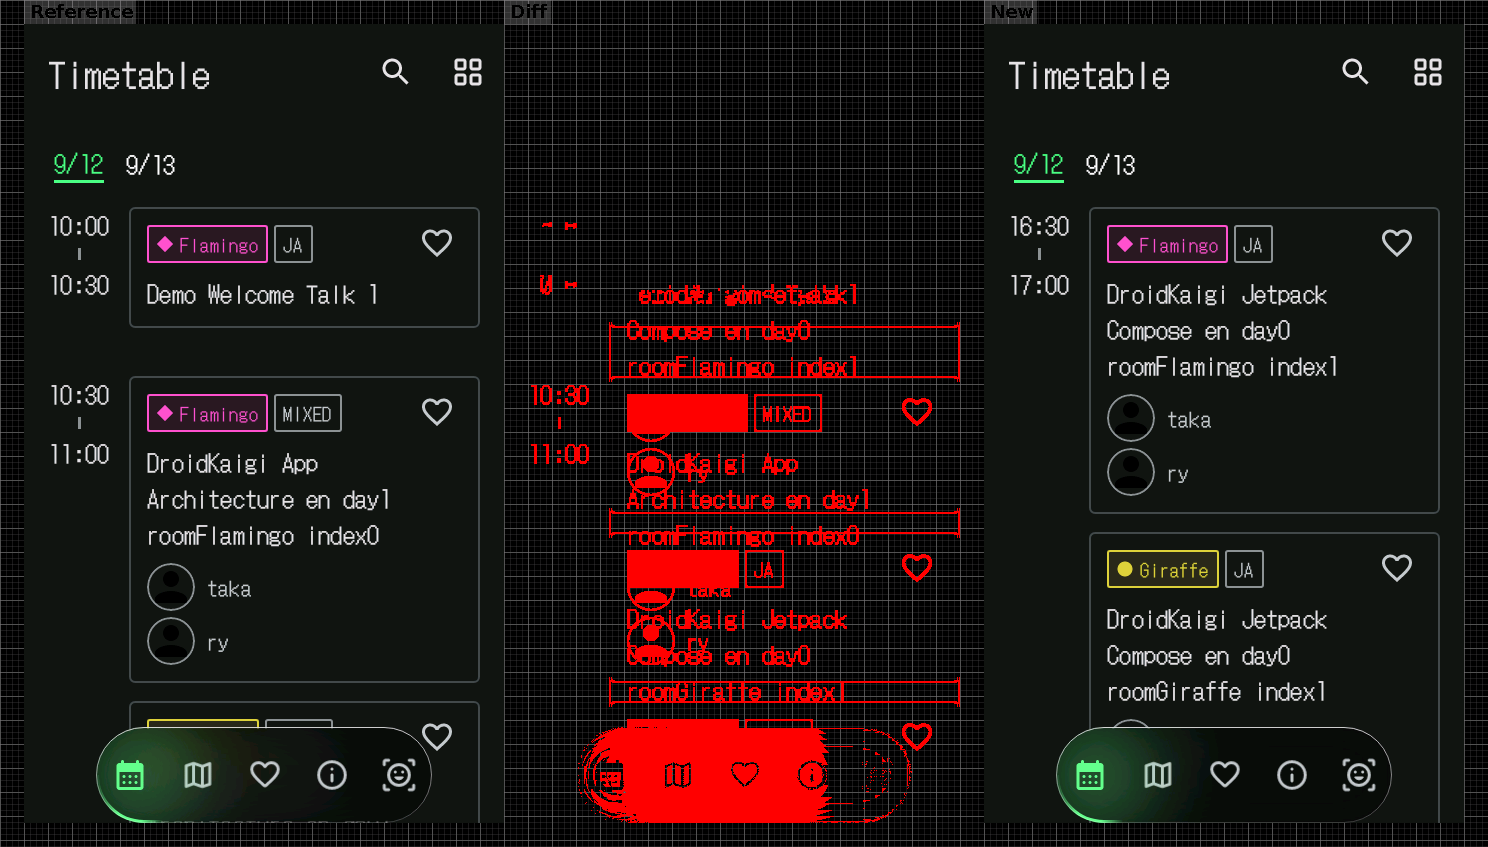 Reference
Timetable
9/12 9/13
10:00
10:30
Flamingo JA
Demo Welcome Talk 1
10:30
11:00
Flamingo MIXED
DroidKaigi App
Architecture en day1
roomFlamingo index0
taka
ry
Diff
Compose en day0
roomFlamingo index1
10:30
11:00
MIXED
DroidKaigi App
ry
Architecture en day1
roomFlamingo index0
JA
taka
DroidKaigi Jetpack
ry
Compose en day0
roomGiraffe index1
New
Timetable
9/12 9/13
16:30
17:00
Flamingo JA
DroidKaigi Jetpack
Compose en day0
roomFlamingo index1
taka
ry
Giraffe JA
DroidKaigi Jetpack
Compose en day0
roomGiraffe index1